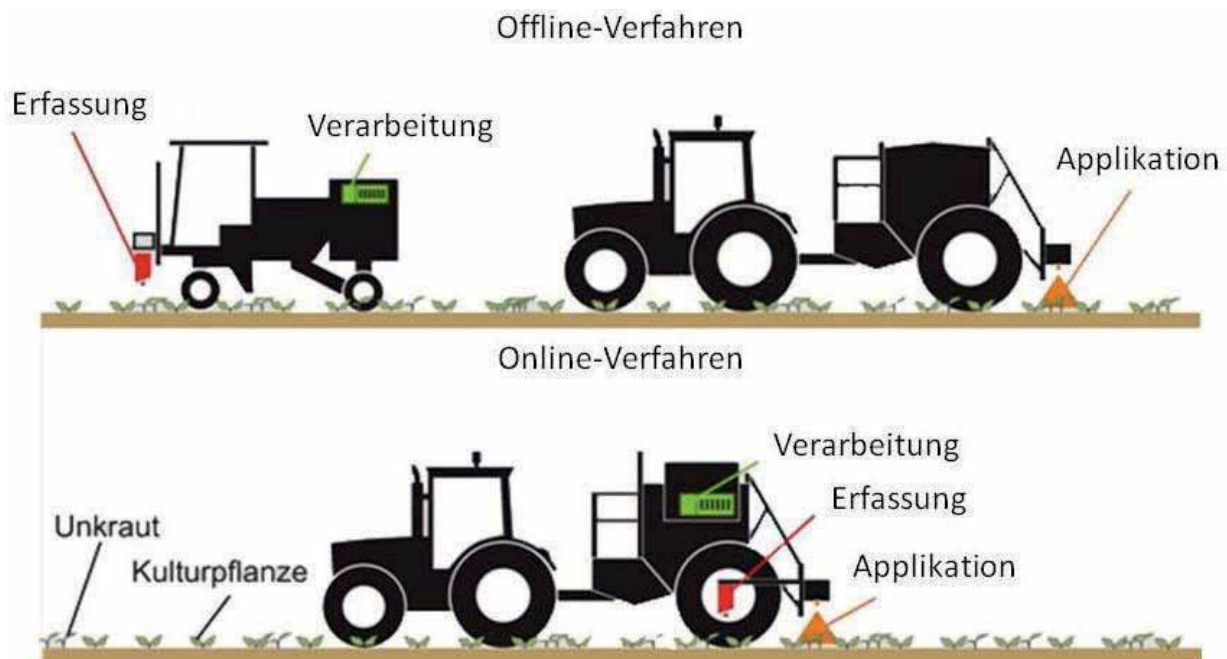 Offline-Verfahren
Erfassung
Verarbeitung
Applikation
Online-Verfahren
Verarbeitung
Erfassung
Unkraut
Kulturpflanze
Applikation